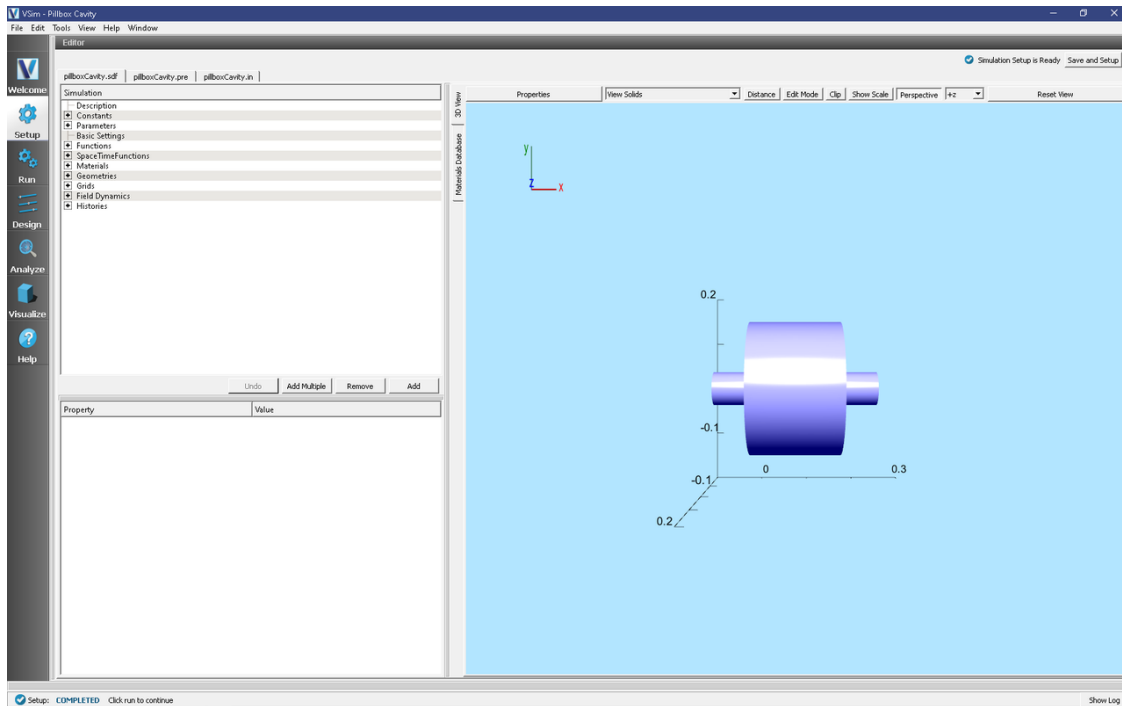 VSim - Pillbox Cavity
File Edit Tools View Help Window
Editor
Simulation Setup is Ready Save and Setup
Welcome
Setup
Run
Design
Analyze
Visualize
Help
pillboxCavity.sdf pillboxCavity.pre pillboxCavity.in
Simulation
Description
Constants
Parameters
Basic Settings
Functions
SpaceTimeFunctions
Materials
Geometries
Grids
Field Dynamics
Histories
Undo Add Multiple Remove Add
Property Value
3D View
Materials Database
Properties View Solids Distance Edit Mode Clip Show Scale Perspective +z Reset View
y
z x
0.2
-0.1
0 0.3
-0.1
0.2
Setup: COMPLETED Click run to continue Show Log